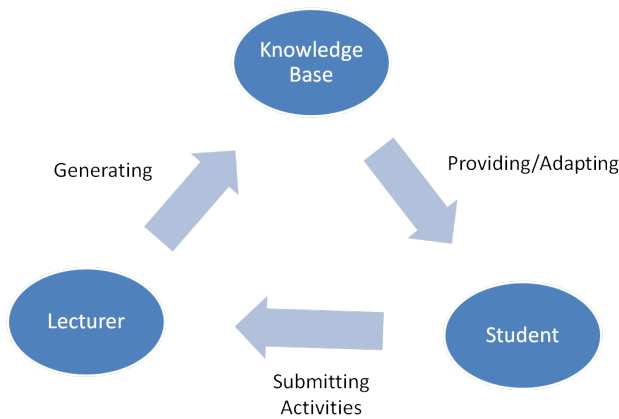 Knowledge
Base
Generating
Providing/Adapting
Lecturer
Student
Submitting
Activities